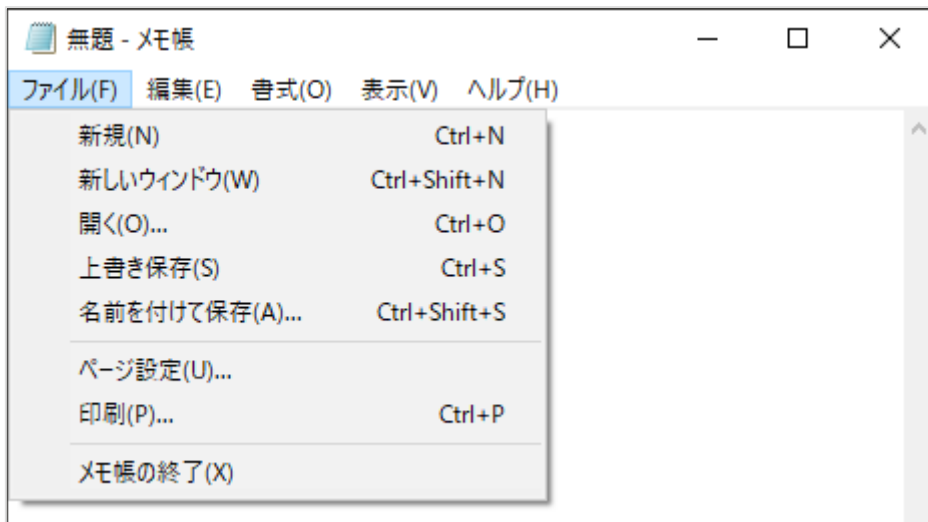 無題 - メモ帳
ファイル(F) 編集(E) 書式(O) 表示(V) ヘルプ(H)
新規(N) Ctrl+N
新しいウィンドウ(W) Ctrl+Shift+N
開く(O)... Ctrl+O
上書き保存(S) Ctrl+S
名前を付けて保存(A)... Ctrl+Shift+S
ページ設定(U)...
印刷(P)... Ctrl+P
メモ帳の終了(X)